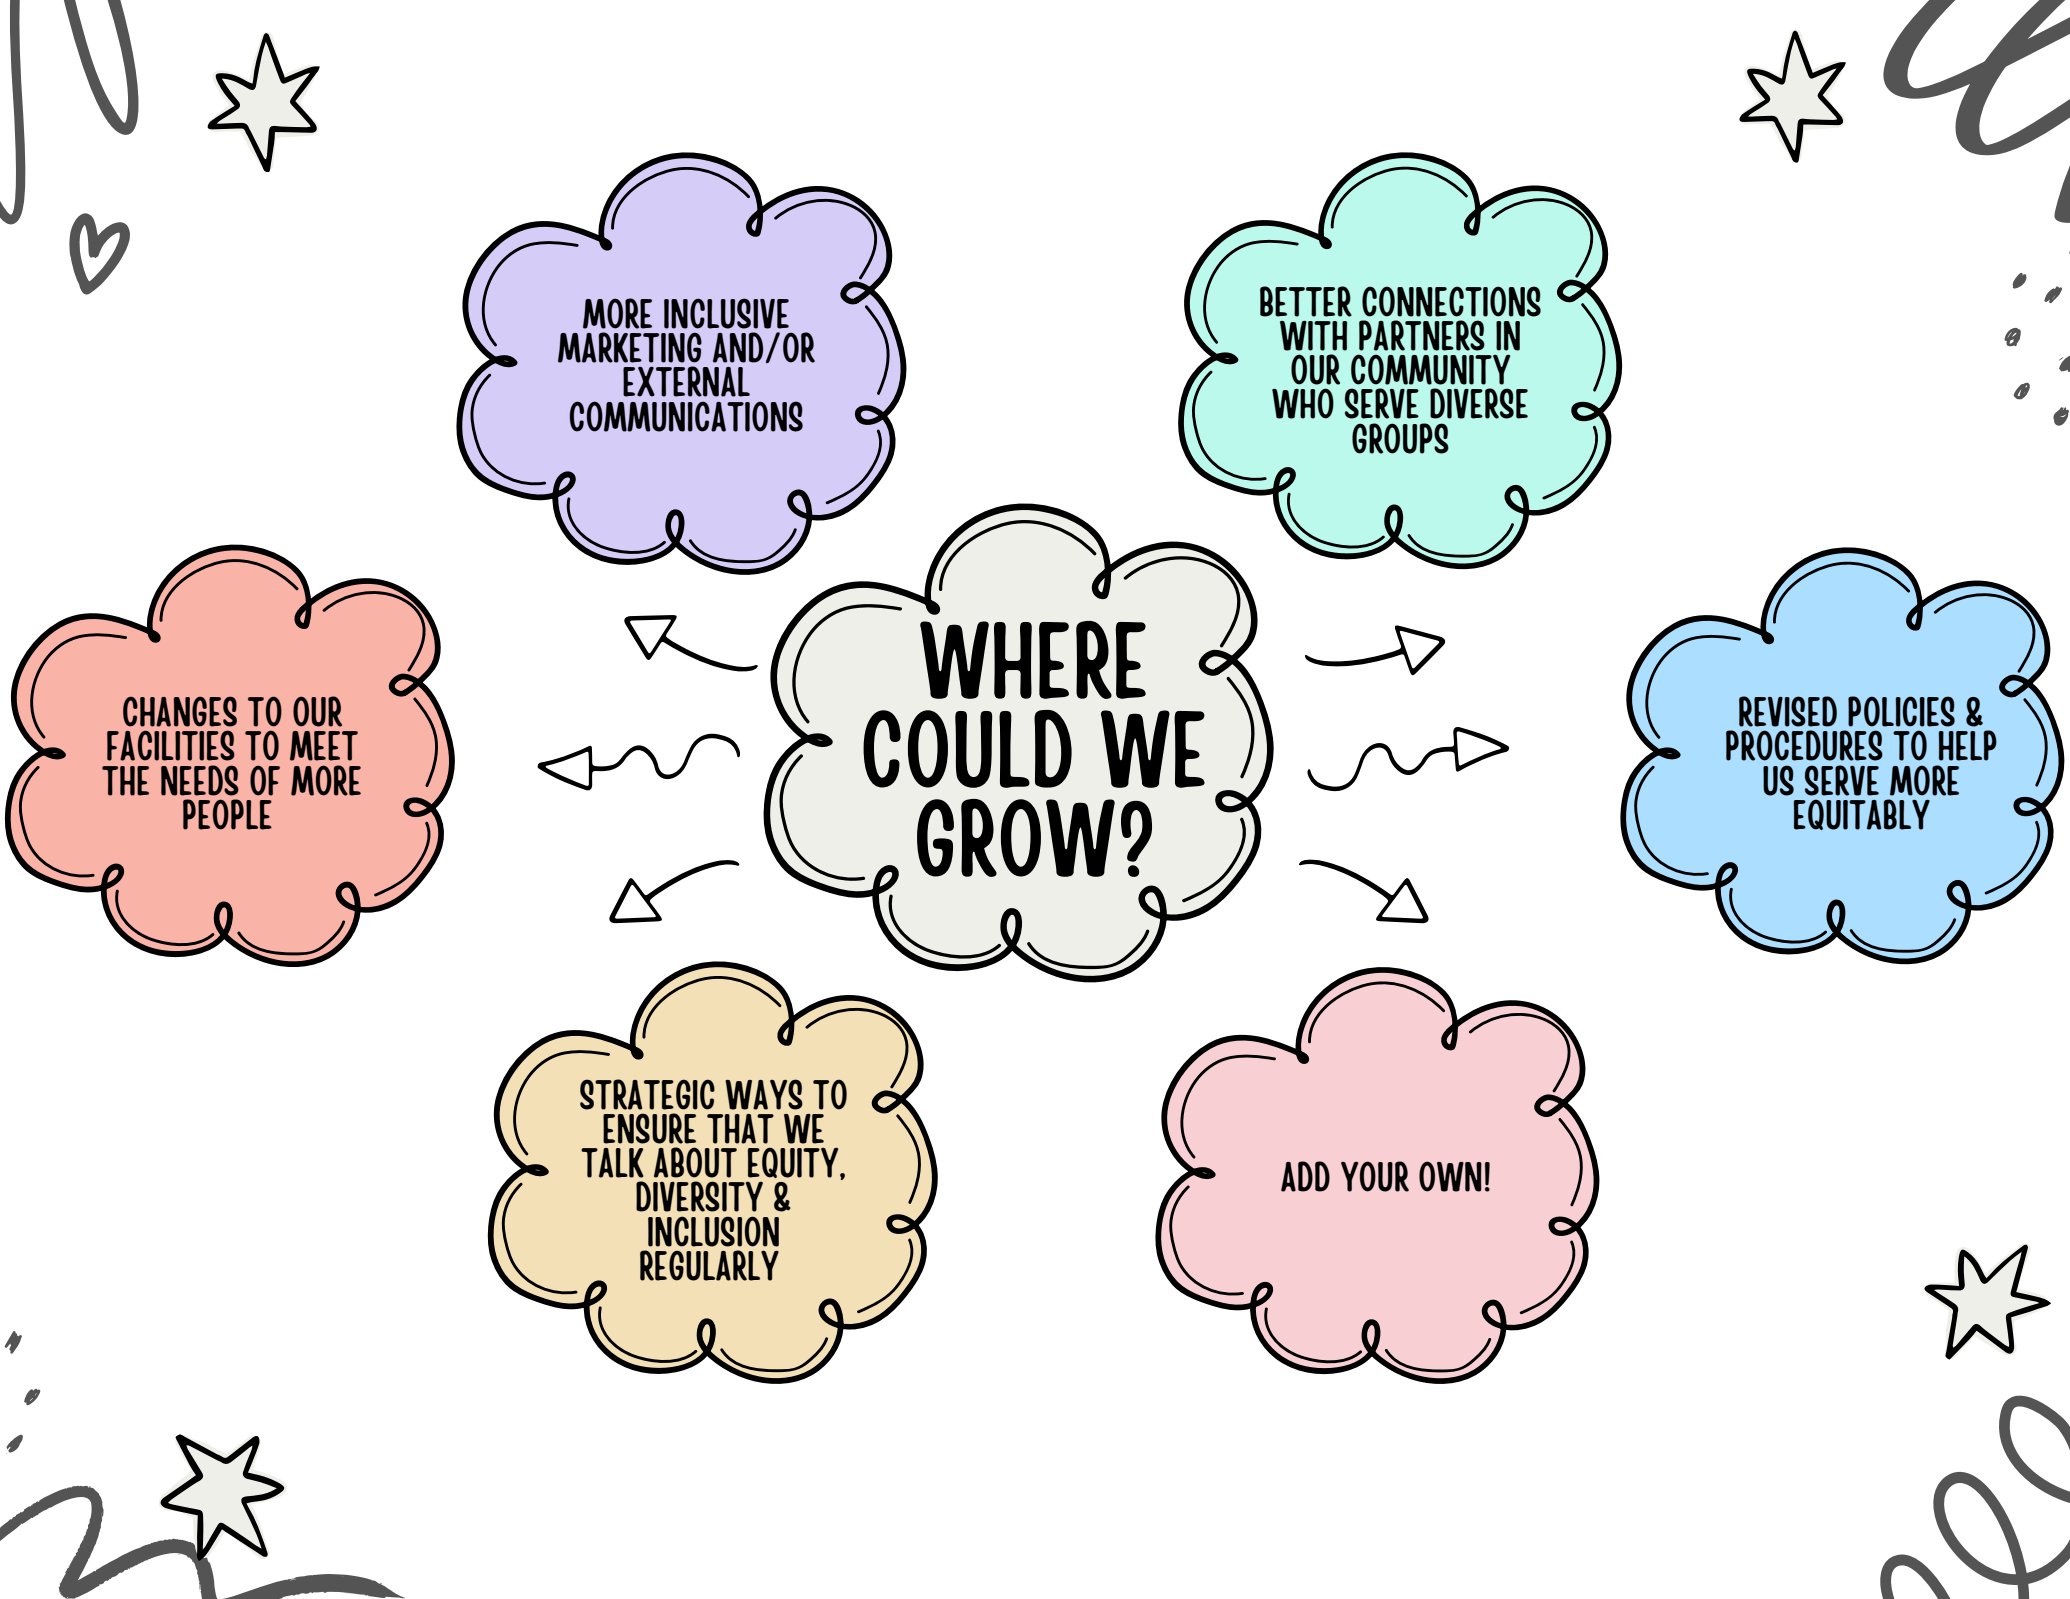 MORE INCLUSIVE
MARKETING AND/OR
EXTERNAL
COMMUNICATIONS
BETTER CONNECTIONS
WITH PARTNERS IN
OUR COMMUNITY
WHO SERVE DIVERSE
GROUPS
CHANGES TO OUR
FACILITIES TO MEET
THE NEEDS OF MORE
PEOPLE
WHERE
COULD WE
GROW?
REVISED POLICIES &
PROCEDURES TO HELP
US SERVE MORE
EQUITABLY
STRATEGIC WAYS TO
ENSURE THAT WE
TALK ABOUT EQUITY,
DIVERSITY &
INCLUSION
REGULARLY
ADD YOUR OWN!